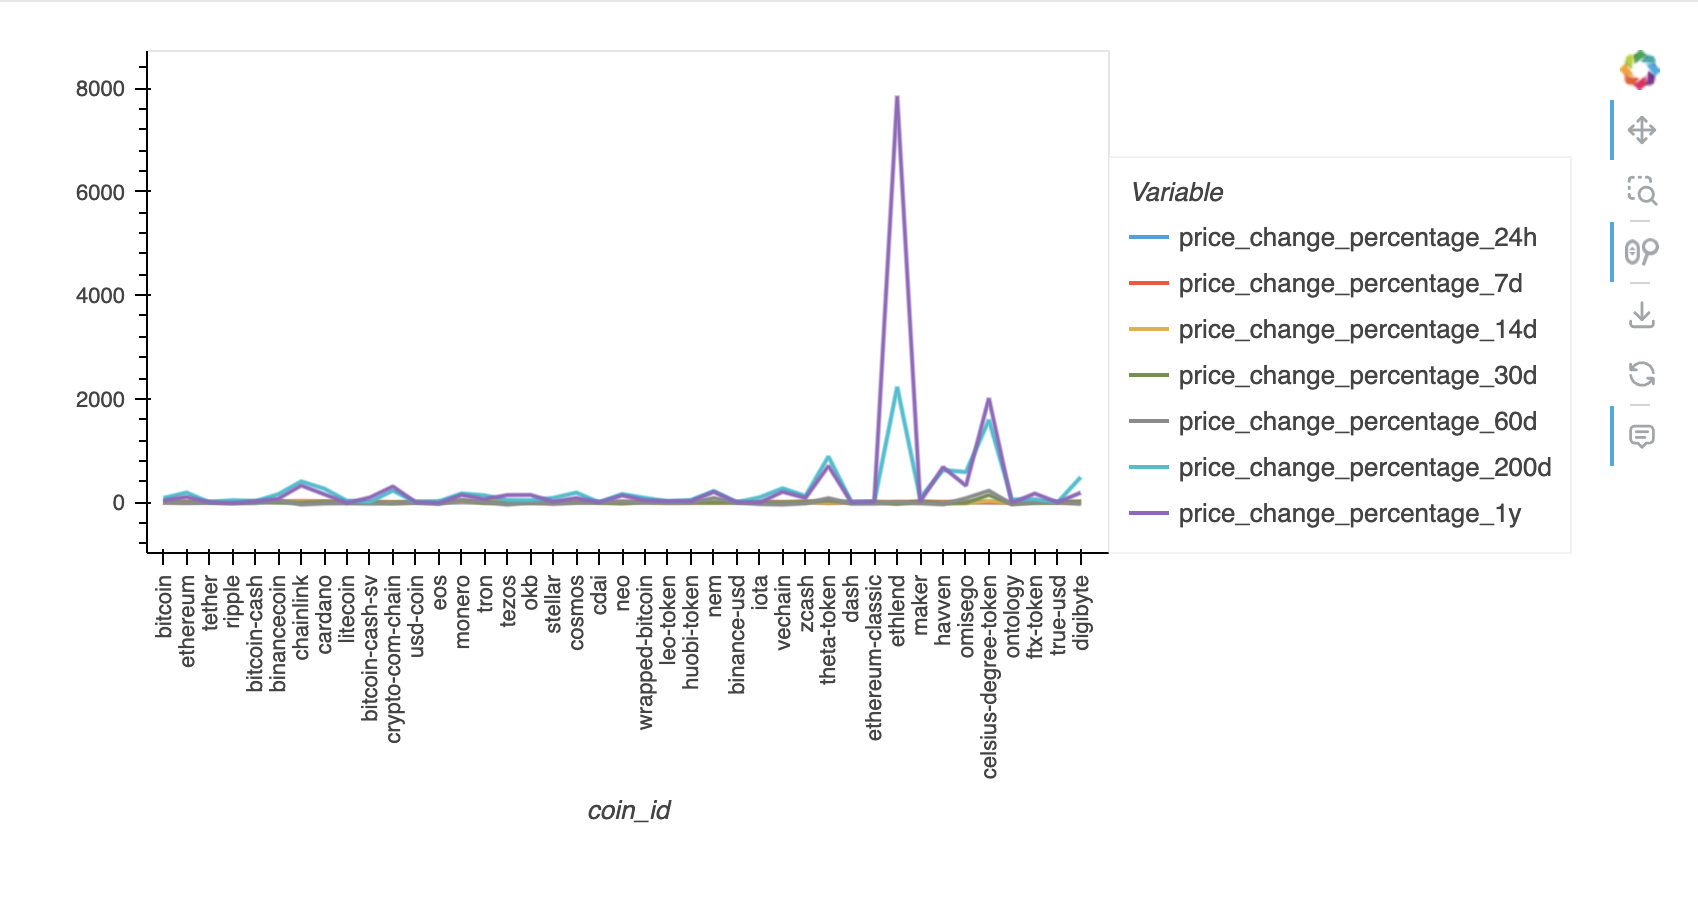 8000
6000
4000
2000
0
Variable
price_change_percentage_24h
price_change_percentage_7d
price_change_percentage_14d
price_change_percentage_30d
price_change_percentage_60d
price_change_percentage_200d
price_change_percentage_1y
bitcoin
ethereum
tether
ripple
bitcoin-cash
binancecoin
chainlink
cardano
litecoin
bitcoin-cash-sv
crypto-com-chain
usd-coin
eos
monero
tron
tezos
okb
stellar
cosmos
cdai
neo
wrapped-bitcoin
leo-token
huobi-token
nem
binance-usd
iota
vechain
zcash
theta-token
dash
ethereum-classic
ethlend
maker
havven
omisego
celsius-degree-token
ontology
ftx-token
true-usd
digibyte
coin_id